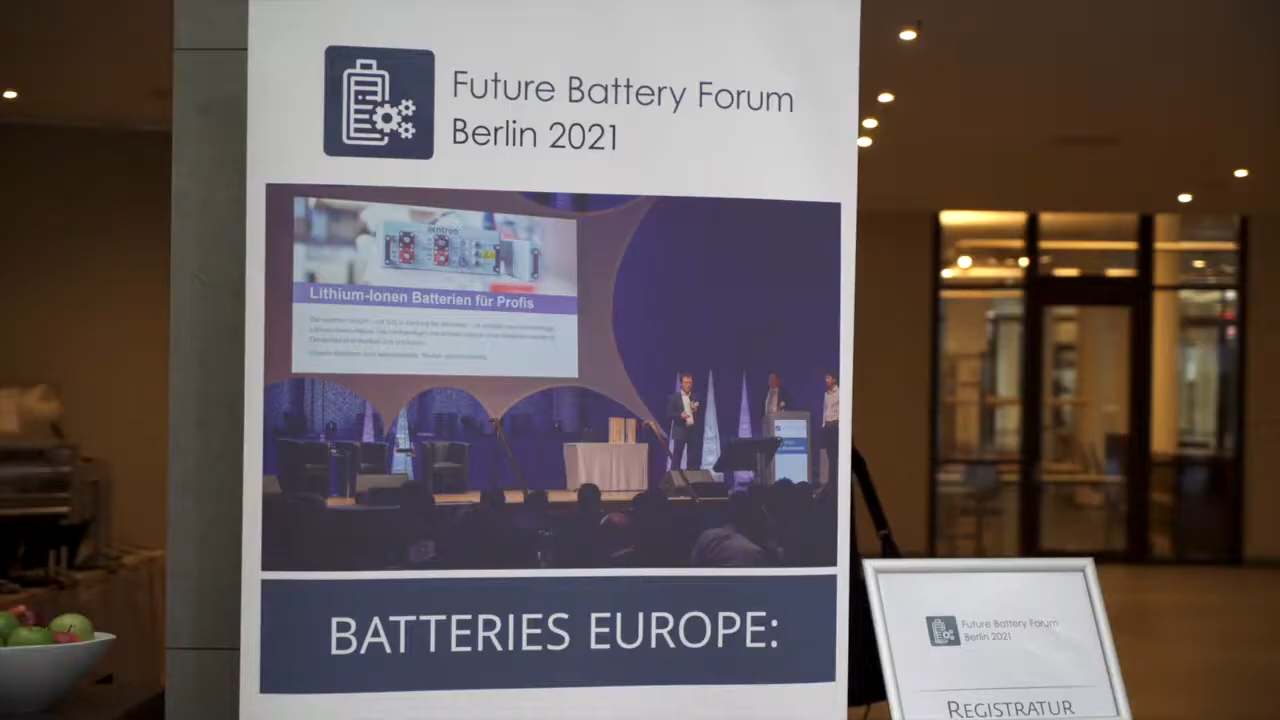 Future Battery Forum
Berlin 2021
Lithium-Ionen Batterien für Profis
BATTERIES EUROPE:
Future Battery Forum
Berlin 2021
REGISTRATUR